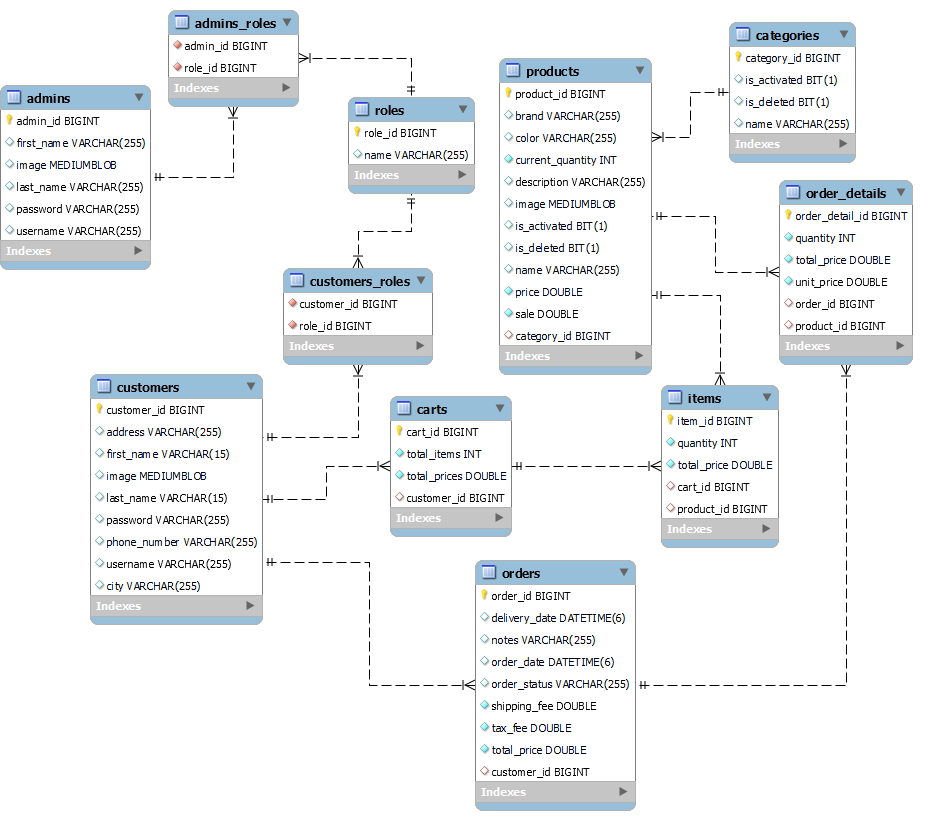 admins_roles
admin_id BIGINT
role_id BIGINT
Indexes
admins
admin_id BIGINT
first_name VARCHAR(255)
image MEDIUMBLOB
last_name VARCHAR(255)
password VARCHAR(255)
username VARCHAR(255)
Indexes
roles
role_id BIGINT
name VARCHAR(255)
Indexes
products
product_id BIGINT
brand VARCHAR(255)
color VARCHAR(255)
current_quantity INT
description VARCHAR(255)
image MEDIUMBLOB
is_activated BIT(1)
is_deleted BIT(1)
name VARCHAR(255)
price DOUBLE
sale DOUBLE
category_id BIGINT
Indexes
categories
category_id BIGINT
is_activated BIT(1)
is_deleted BIT(1)
name VARCHAR(255)
Indexes
order_details
order_detail_id BIGINT
quantity INT
total_price DOUBLE
unit_price DOUBLE
order_id BIGINT
product_id BIGINT
Indexes
customers_roles
customer_id BIGINT
role_id BIGINT
Indexes
customers
customer_id BIGINT
address VARCHAR(255)
first_name VARCHAR(15)
image MEDIUMBLOB
last_name VARCHAR(15)
password VARCHAR(255)
phone_number VARCHAR(255)
username VARCHAR(255)
city VARCHAR(255)
Indexes
carts
cart_id BIGINT
total_items INT
total_prices DOUBLE
customer_id BIGINT
Indexes
items
item_id BIGINT
quantity INT
total_price DOUBLE
cart_id BIGINT
product_id BIGINT
Indexes
orders
order_id BIGINT
delivery_date DATETIME(6)
notes VARCHAR(255)
order_date DATETIME(6)
order_status VARCHAR(255)
shipping_fee DOUBLE
tax_fee DOUBLE
total_price DOUBLE
customer_id BIGINT
Indexes